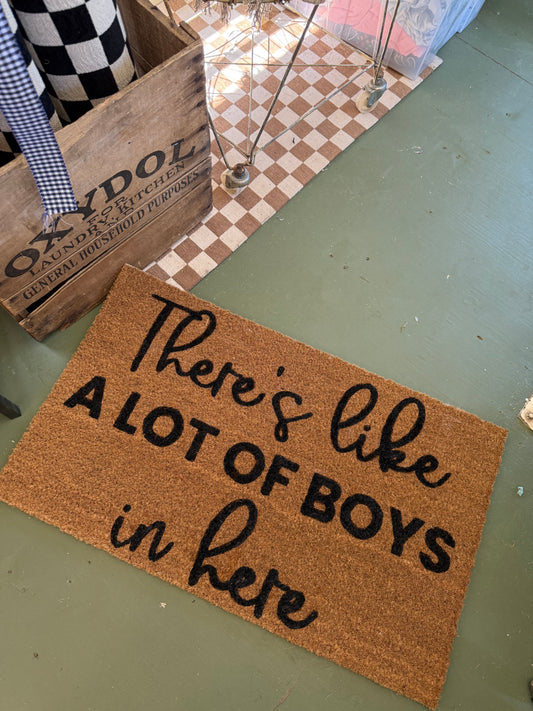 OXYDOL
FOR
LAUNDRY & KITCHEN
GENERAL HOUSEHOLD PURPOSES
There's like
A LOT OF BOYS
in here